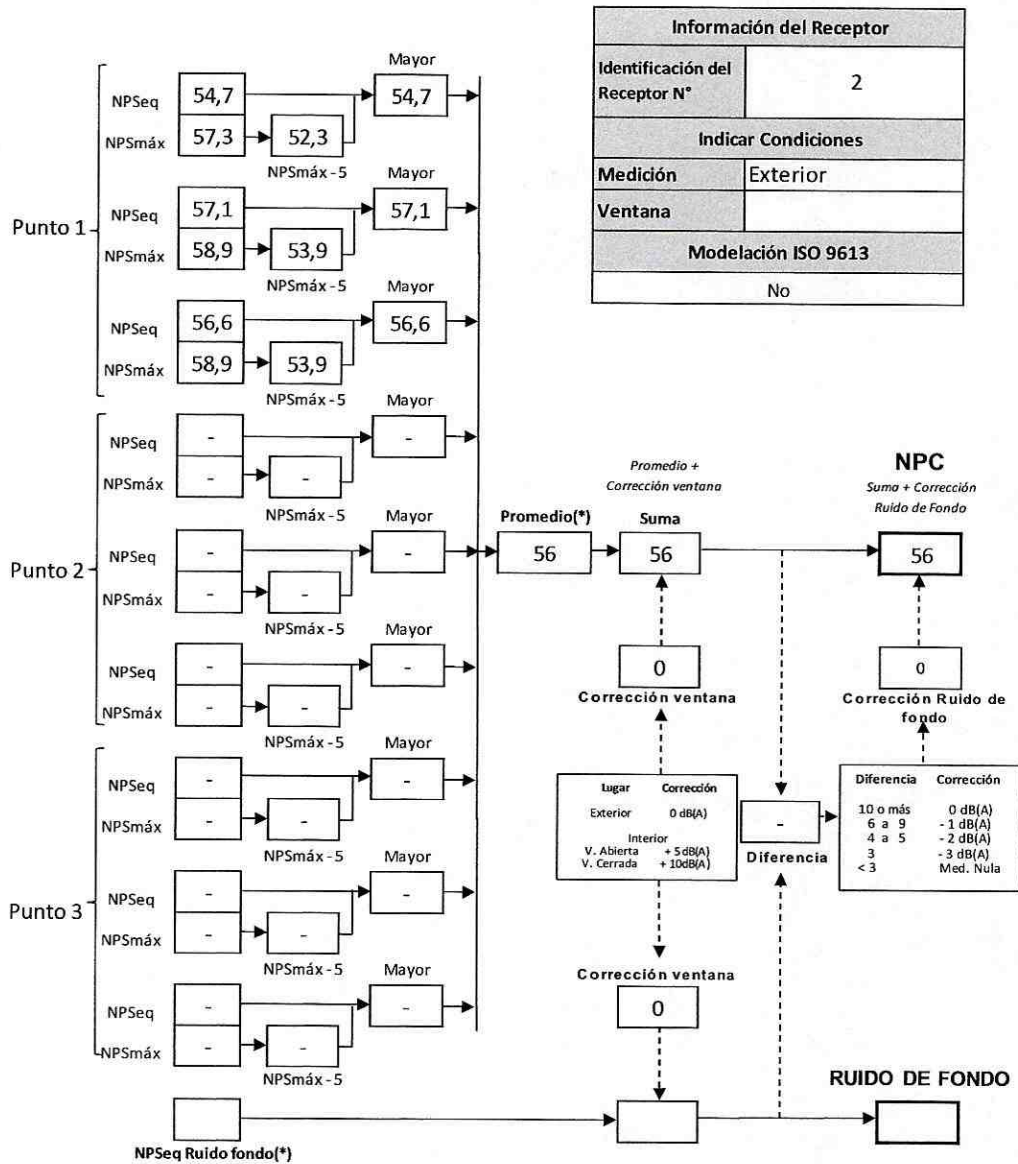 Información del Receptor
Identificación del Receptor N° 2
Indicar Condiciones
Medición Exterior
Ventana
Modelación ISO 9613
No
Punto 1
Mayor
NPSeq 54,7 54,7
NPSmáx 57,3 52,3
NPSmáx - 5
Mayor
NPSeq 57,1 57,1
NPSmáx 58,9 53,9
NPSmáx - 5
Mayor
NPSeq 56,6 56,6
NPSmáx 58,9 53,9
NPSmáx - 5
Punto 2
Mayor
NPSeq - -
NPSmáx - -
NPSmáx - 5
Mayor
NPSeq - -
NPSmáx - -
NPSmáx - 5
Mayor
NPSeq - -
NPSmáx - -
NPSmáx - 5
Punto 3
Mayor
NPSeq - -
NPSmáx - -
NPSmáx - 5
Mayor
NPSeq - -
NPSmáx - -
NPSmáx - 5
Mayor
NPSeq - -
NPSmáx - -
NPSmáx - 5
NPSeq Ruido fondo(*)
Promedio(*)
56
Promedio +
Corrección ventana
Suma
56
0
Corrección ventana
Lugar Corrección
Exterior 0 dB(A)
Interior
V. Abierta + 5dB(A)
V. Cerrada + 10dB(A)
Corrección ventana
0
-
Diferencia
NPC
Suma + Corrección
Ruido de Fondo
56
0
Corrección Ruido de
fondo
Diferencia Corrección
10 o más 0 dB(A)
6 a 9 - 1 dB(A)
4 a 5 - 2 dB(A)
3 - 3 dB(A)
< 3 Med. Nula
RUIDO DE FONDO